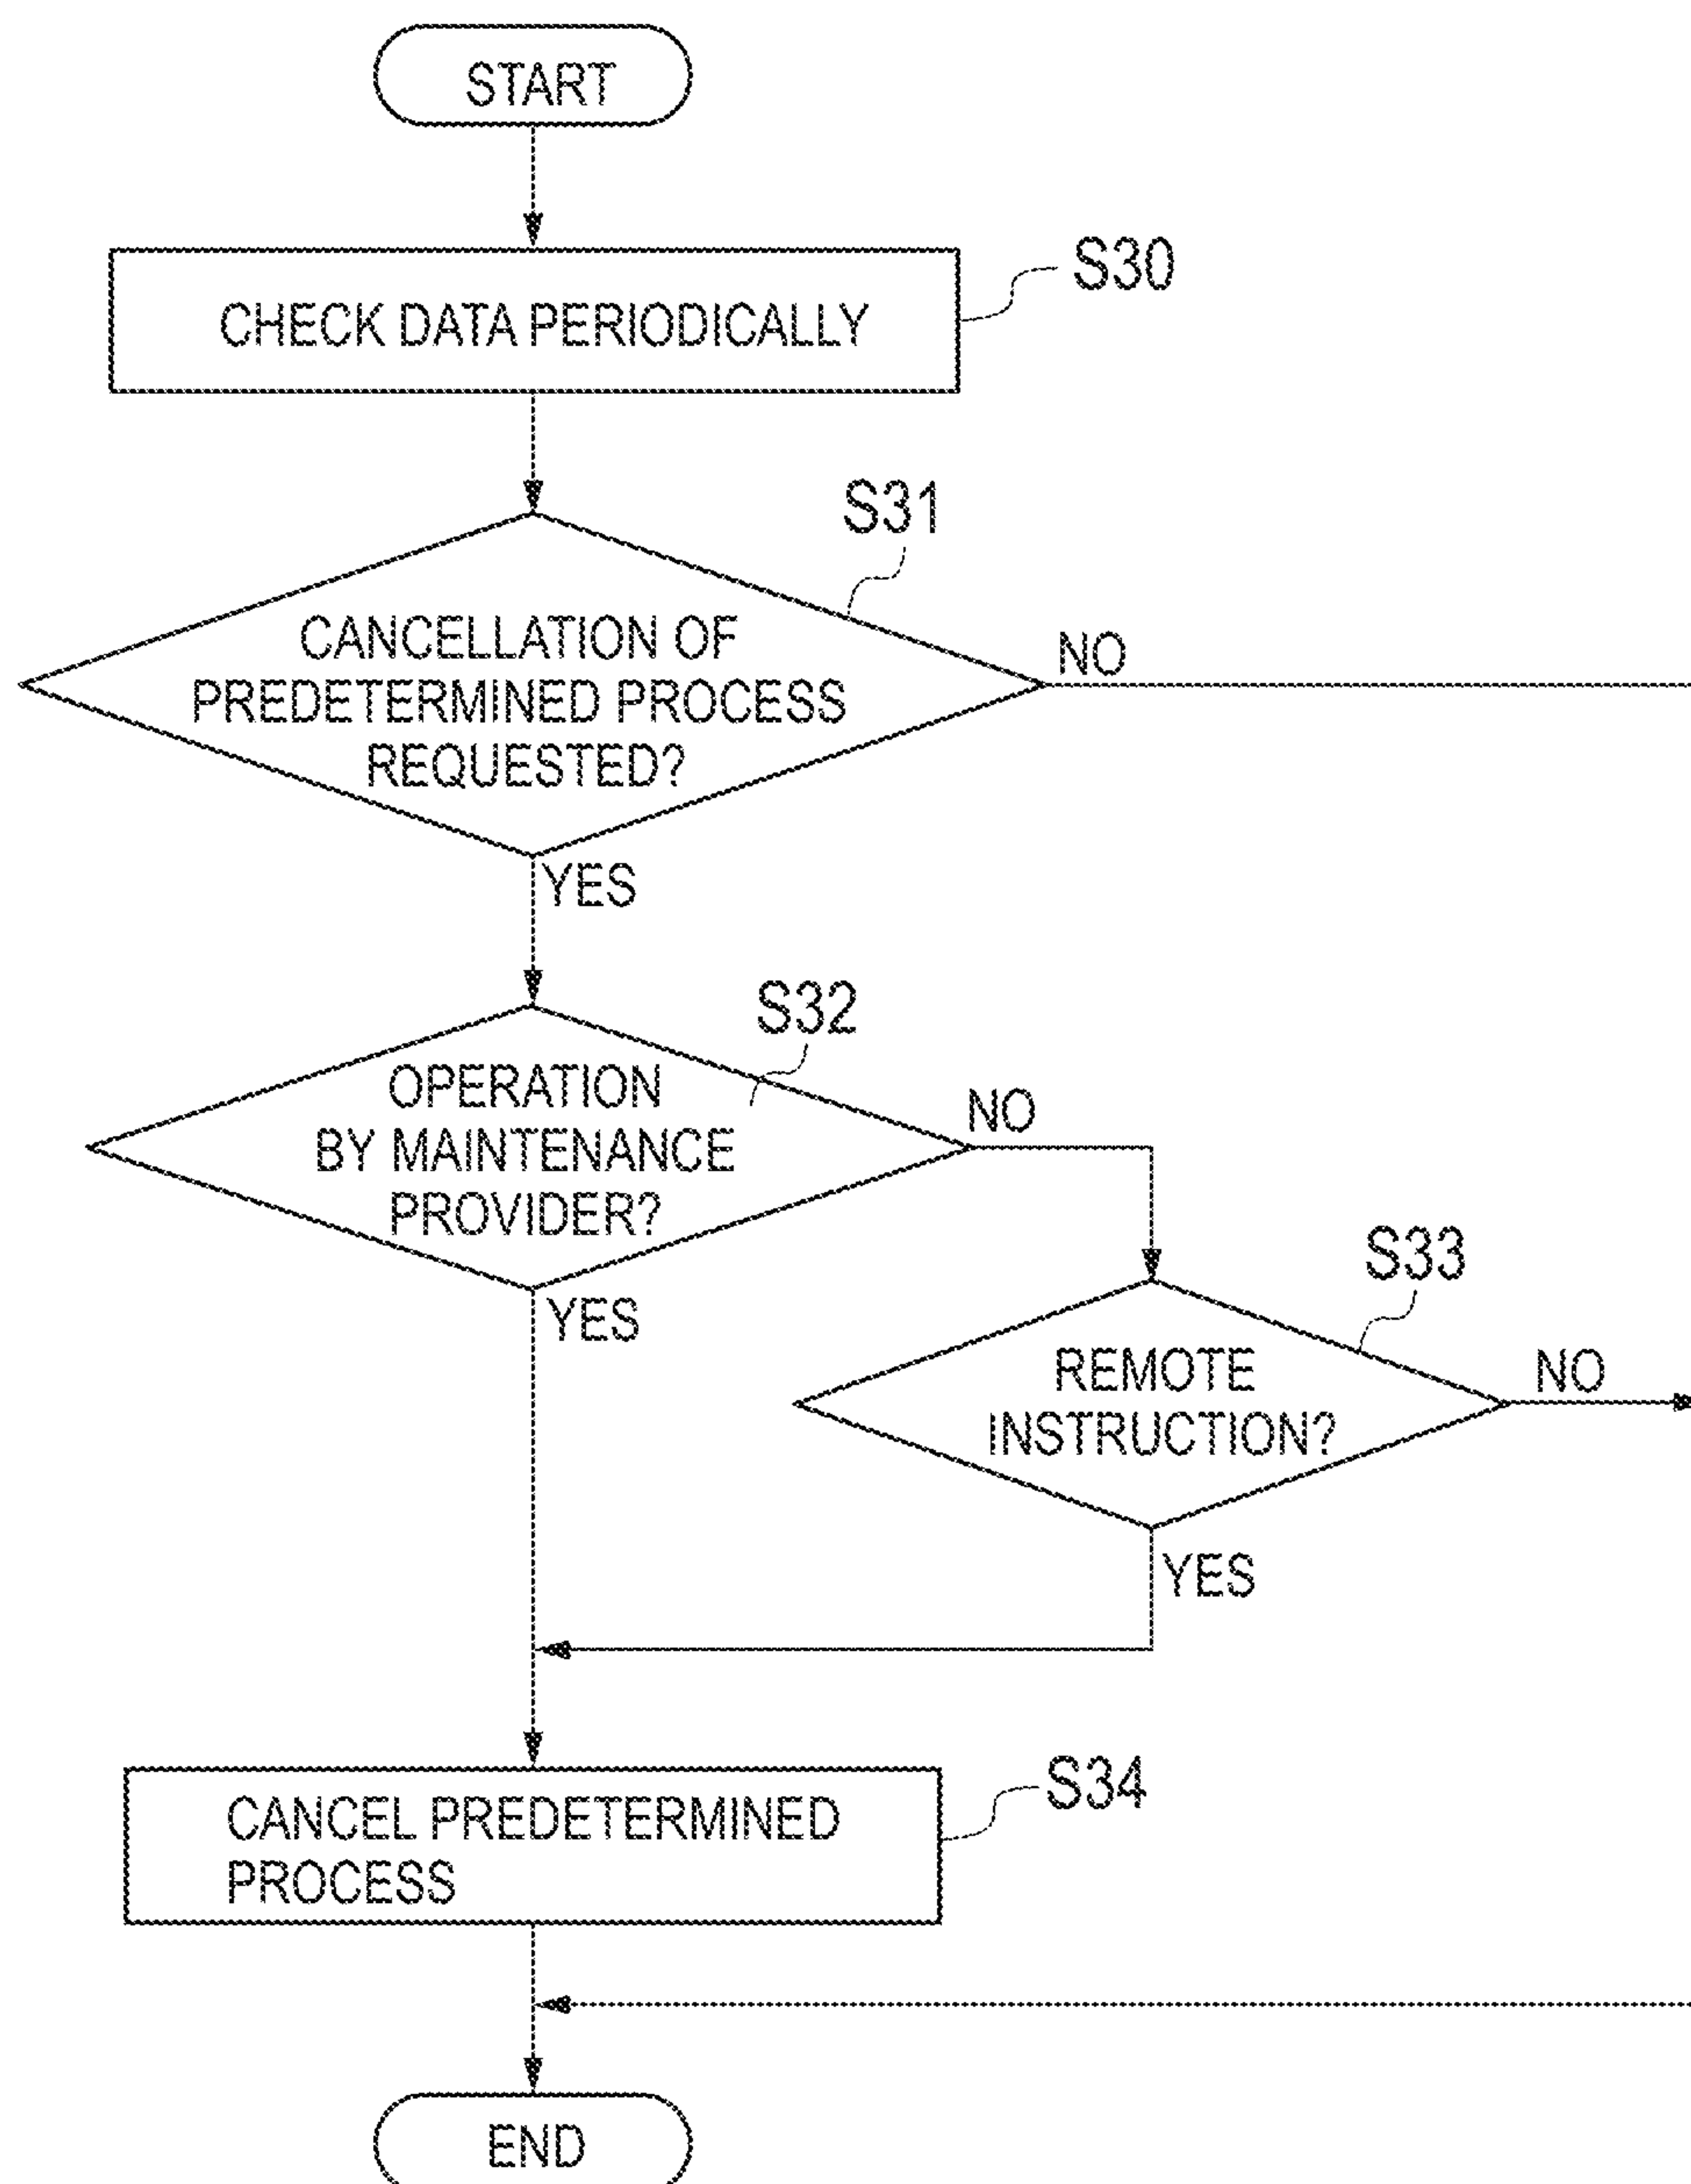 START
CHECK DATA PERIODICALLY
S30
S31
CANCELLATION OF
PREDETERMINED PROCESS
REQUESTED?
NO
YES
S32
OPERATION
BY MAINTENANCE
PROVIDER?
NO
YES
S33
REMOTE
INSTRUCTION?
NO
YES
CANCEL PREDETERMINED
PROCESS
S34
END